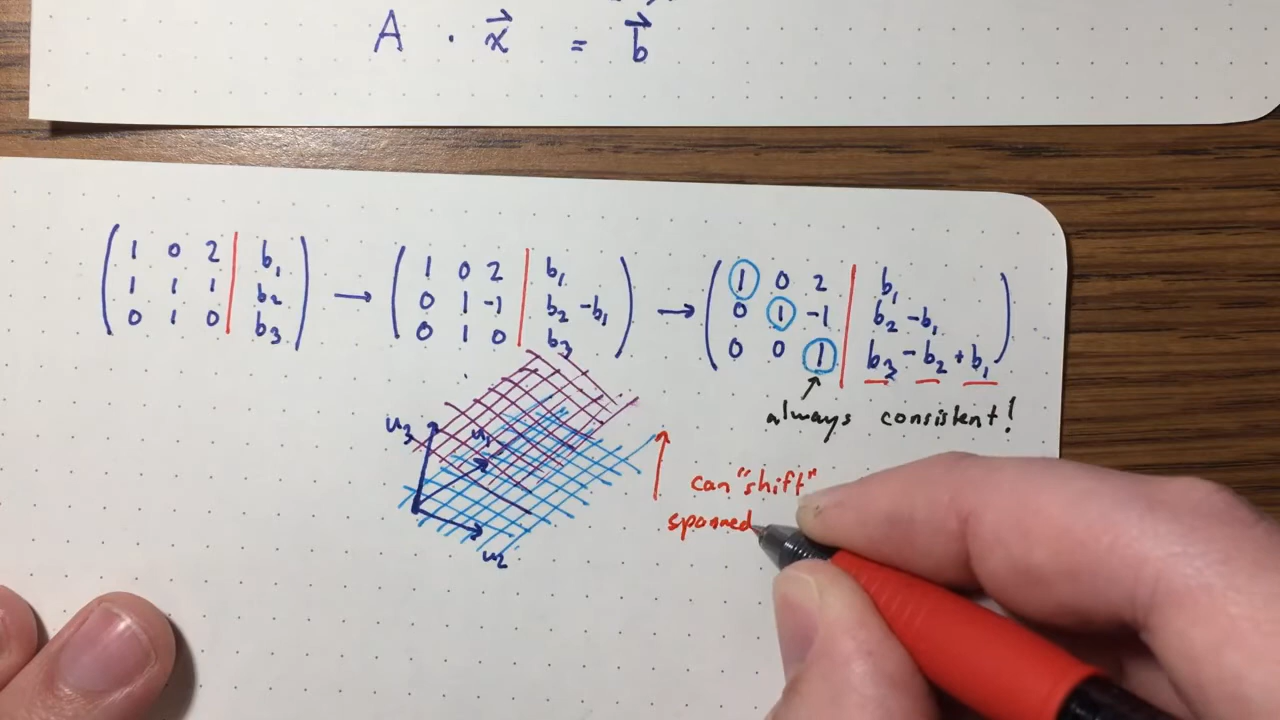 A · x⃗ = b⃗
1 0 2 | b₁
1 1 1 | b₂
0 1 0 | b₃
→
1 0 2 | b₁
0 1 -1 | b₂ - b₁
0 1 0 | b₃
→
1 0 2 | b₁
0 1 -1 | b₂ - b₁
0 0 1 | b₃ - b₂ + b₁
always consistent!
u₃
u₁
u₂
can "shift"
spanned